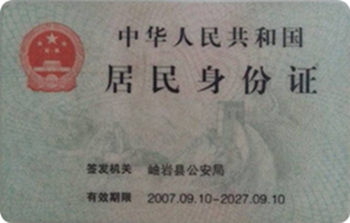 中华人民共和国
居民身份证
签发机关 岫岩县公安局
有效期限 2007.09.10-2027.09.10